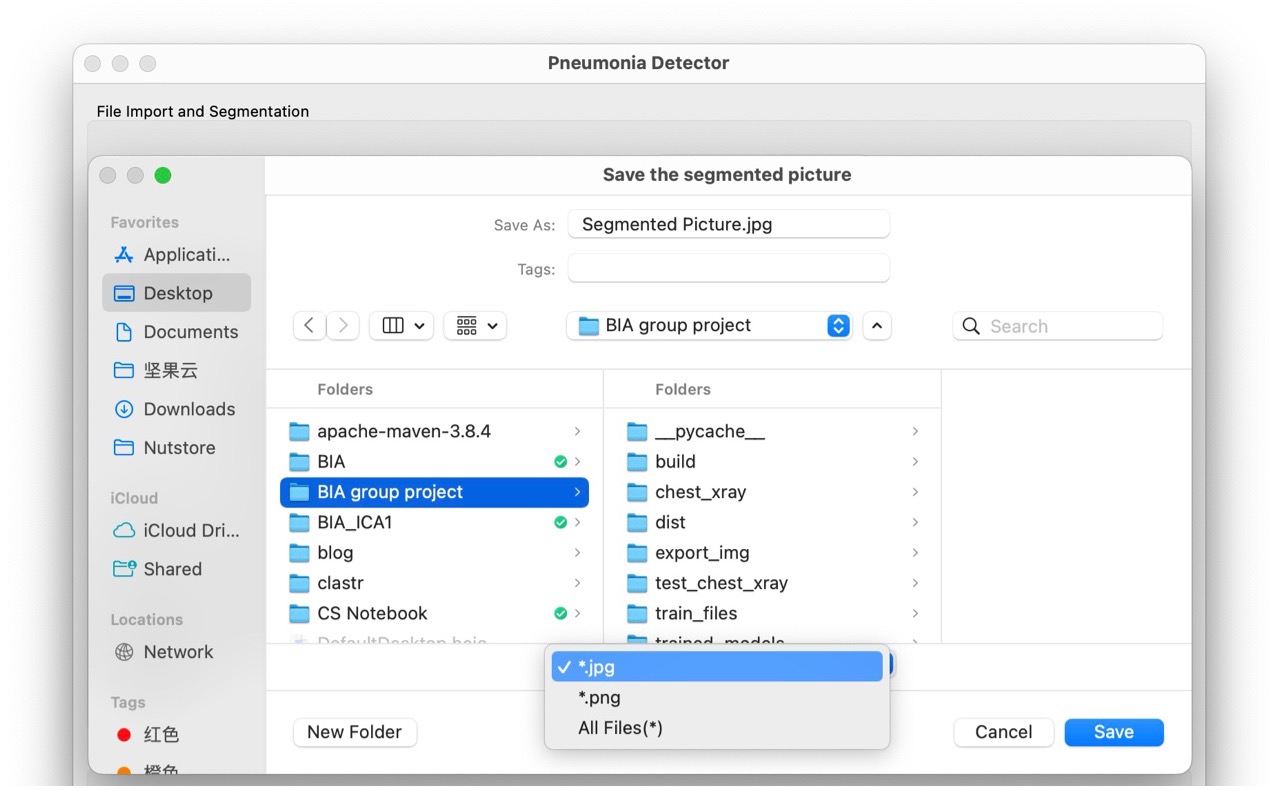 Pneumonia Detector
File Import and Segmentation
Save the segmented picture
Favorites
Applicati...
Desktop
Documents
坚果云
Downloads
Nutstore
iCloud
iCloud Dri...
Shared
Locations
Network
Tags
红色
橙色
Save As: Segmented Picture.jpg
Tags:
BIA group project
Search
Folders
apache-maven-3.8.4
BIA
BIA group project
BIA_ICA1
blog
clastr
CS Notebook
Folders
__pycache__
build
chest_xray
dist
export_img
test_chest_xray
train_files
trained_models
*.jpg
*.png
All Files(*)
New Folder
Cancel
Save